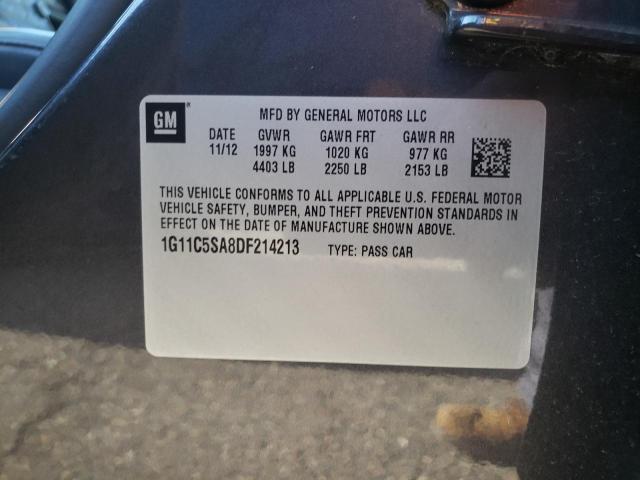 GM
MFD BY GENERAL MOTORS LLC
DATE GVWR GAWR FRT GAWR RR
11/12 1997 KG 1020 KG 977 KG
4403 LB 2250 LB 2153 LB
THIS VEHICLE CONFORMS TO ALL APPLICABLE U.S. FEDERAL MOTOR
VEHICLE SAFETY, BUMPER, AND THEFT PREVENTION STANDARDS IN
EFFECT ON THE DATE OF MANUFACTURE SHOWN ABOVE.
1G11C5SA8DF214213 TYPE: PASS CAR